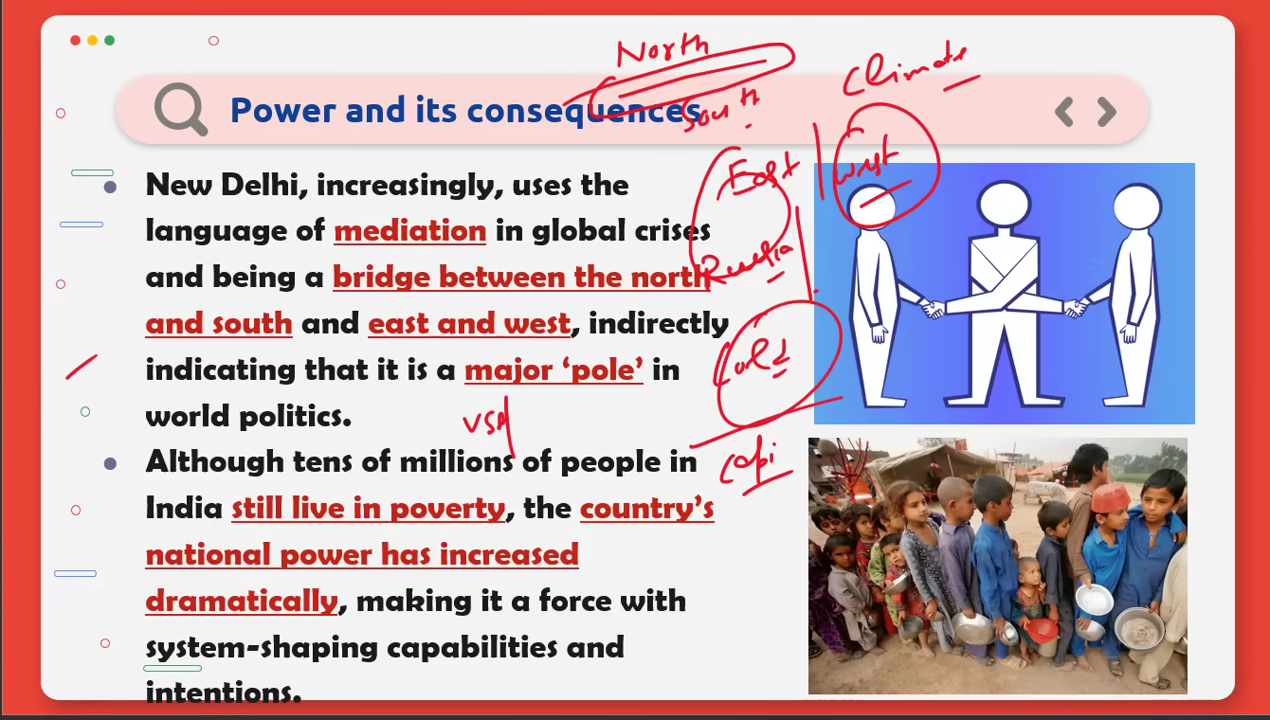 North
Climate
Power and its consequences
South
East
West
New Delhi, increasingly, uses the
language of mediation in global crises
and being a bridge between the north
and south and east and west, indirectly
indicating that it is a major ‘pole’ in
world politics.
Russia
Cold
USA
Capi
Although tens of millions of people in
India still live in poverty, the country’s
national power has increased
dramatically, making it a force with
system-shaping capabilities and
intentions.